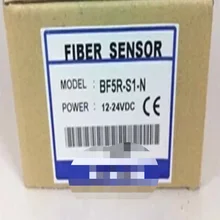 FIBER SENSOR
MODEL : BF5R-S1-N
POWER : 12-24VDC CE